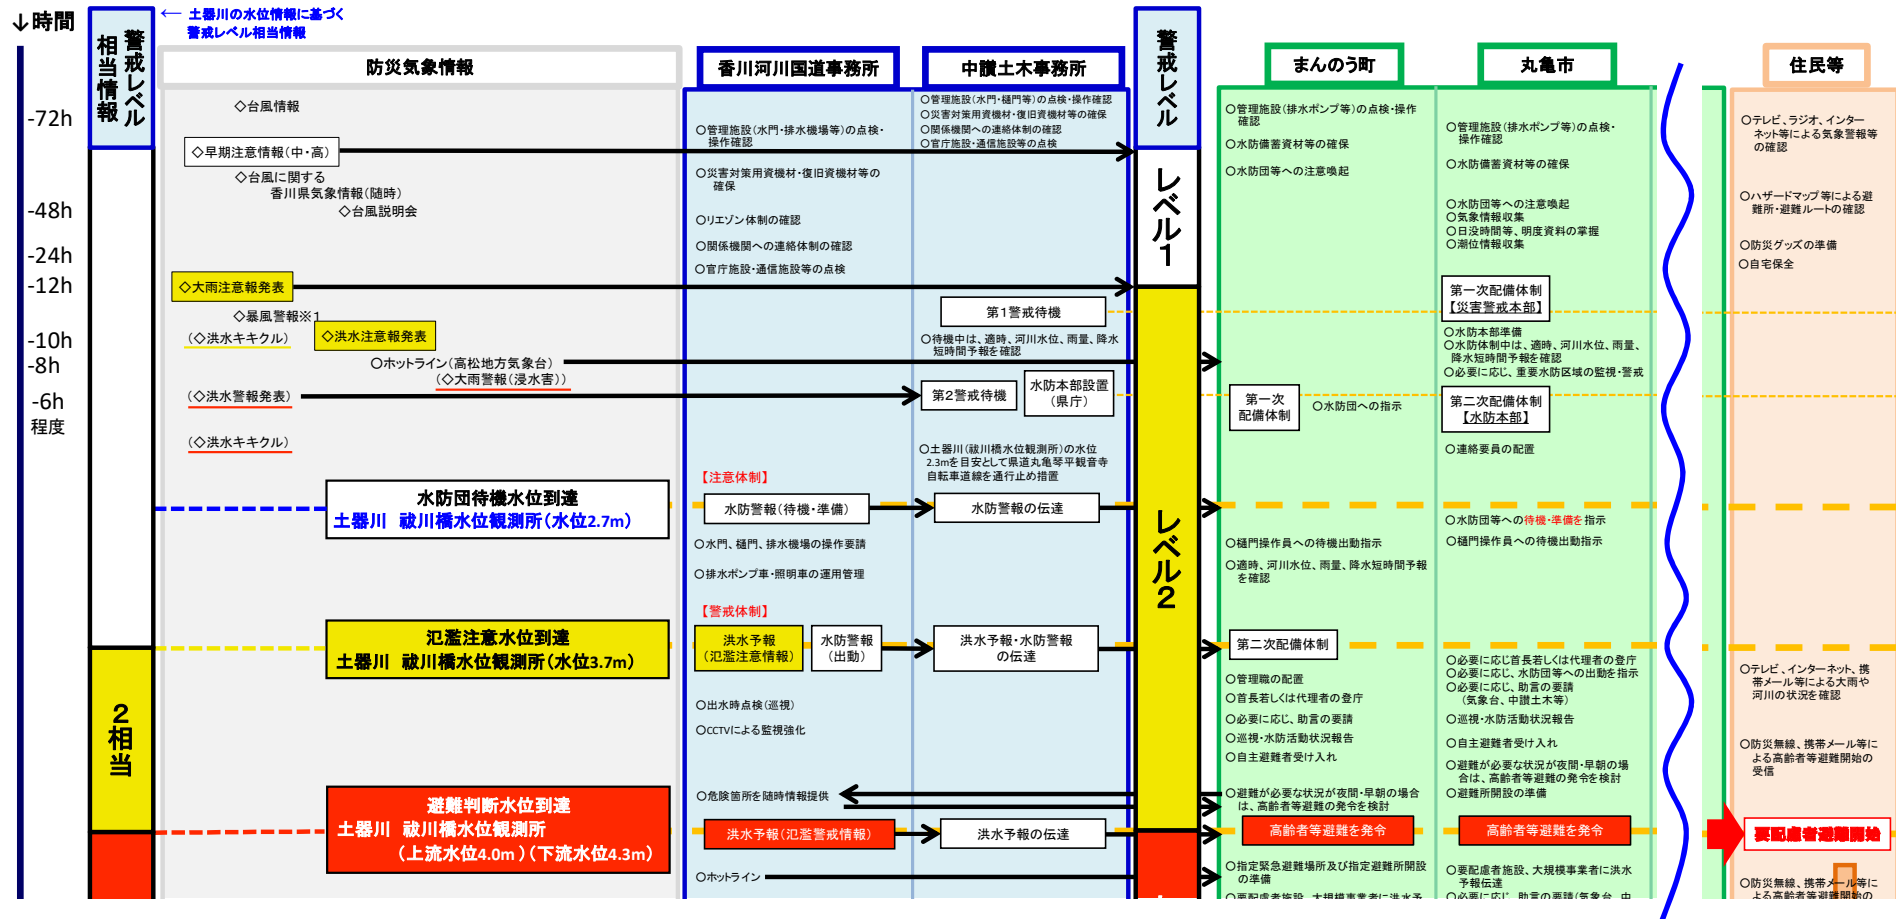 ↓時間
-72h
-48h
-24h
-12h
-10h
-8h
-6h
程度
警戒レベル
相当情報
← 土器川の水位情報に基づく
警戒レベル相当情報
2相当
防災気象情報
◇台風情報
◇早期注意情報(中・高)
◇台風に関する
香川県気象情報(随時)
◇台風説明会
◇大雨注意報発表
◇暴風警報※1
(◇洪水キキクル)
◇洪水注意報発表
○ホットライン(高松地方気象台)
(◇大雨警報(浸水害))
(◇洪水警報発表)
(◇洪水キキクル)
水防団待機水位到達
土器川 祓川橋水位観測所(水位2.7m)
氾濫注意水位到達
土器川 祓川橋水位観測所(水位3.7m)
避難判断水位到達
土器川 祓川橋水位観測所
(上流水位4.0m)(下流水位4.3m)
香川河川国道事務所
○管理施設(水門・排水機場等)の点検・
操作確認
○災害対策用資機材・復旧資機材等の
確保
○リエゾン体制の確認
○関係機関への連絡体制の確認
○官庁施設・通信施設等の点検
【注意体制】
水防警報(待機・準備)
○水門、樋門、排水機場の操作要請
○排水ポンプ車・照明車の運用管理
【警戒体制】
洪水予報
(氾濫注意情報)
水防警報
(出動)
○出水時点検(巡視)
○CCTVによる監視強化
○危険箇所を随時情報提供
洪水予報(氾濫警戒情報)
○ホットライン
中讃土木事務所
○管理施設(水門・樋門等)の点検・操作確認
○災害対策用資機材・復旧資機材等の確保
○関係機関への連絡体制の確認
○官庁施設・通信施設等の点検
第1警戒待機
○待機中は、適時、河川水位、雨量、降水
短時間予報を確認
第2警戒待機
水防本部設置
(県庁)
○土器川(祓川橋水位観測所)の水位
2.3mを目安として県道丸亀琴平観音寺
自転車道線を通行止め措置
水防警報の伝達
洪水予報・水防警報
の伝達
洪水予報の伝達
警戒レベル
レベル1
レベル2
まんのう町
○管理施設(排水ポンプ等)の点検・操作
確認
○水防備蓄資材等の確保
○水防団等への注意喚起
第一次
配備体制
○水防団への指示
○樋門操作員への待機出動指示
○適時、河川水位、雨量、降水短時間予報
を確認
第二次配備体制
○管理職の配置
○首長若しくは代理者の登庁
○必要に応じ、助言の要請
○巡視・水防活動状況報告
○自主避難者受け入れ
○避難が必要な状況が夜間・早朝の場合
は、高齢者等避難の発令を検討
高齢者等避難を発令
○指定緊急避難場所及び指定避難所開設
の準備
○要配慮者施設、大規模事業者に洪水予
丸亀市
○管理施設(排水ポンプ等)の点検・
操作確認
○水防備蓄資材等の確保
○水防団等への注意喚起
○気象情報収集
○日没時間等、明度資料の掌握
○潮位情報収集
第一次配備体制
【災害警戒本部】
○水防本部準備
○水防体制中は、適時、河川水位、雨量、
降水短時間予報を確認
○必要に応じ、重要水防区域の監視・警戒
第二次配備体制
【水防本部】
○連絡要員の配置
○水防団等への待機・準備を指示
○樋門操作員への待機出動指示
○必要に応じ首長若しくは代理者の登庁
○必要に応じ、水防団等への出動を指示
○必要に応じ、助言の要請
(気象台、中讃土木等)
○巡視・水防活動状況報告
○自主避難者受け入れ
○避難が必要な状況が夜間・早朝の場
合は、高齢者等避難の発令を検討
○避難所開設の準備
高齢者等避難を発令
○要配慮者施設、大規模事業者に洪水
予報伝達
○必要に応じ、助言の要請(気象台、中
住民等
○テレビ、ラジオ、インター
ネット等による気象警報等
の確認
○ハザードマップ等による避
難所・避難ルートの確認
○防災グッズの準備
○自宅保全
○テレビ、インターネット、携
帯メール等による大雨や
河川の状況を確認
○防災無線、携帯メール等に
よる高齢者等避難開始の
受信
要配慮者避難開始
○防災無線、携帯メール等に
よる高齢者等避難開始の